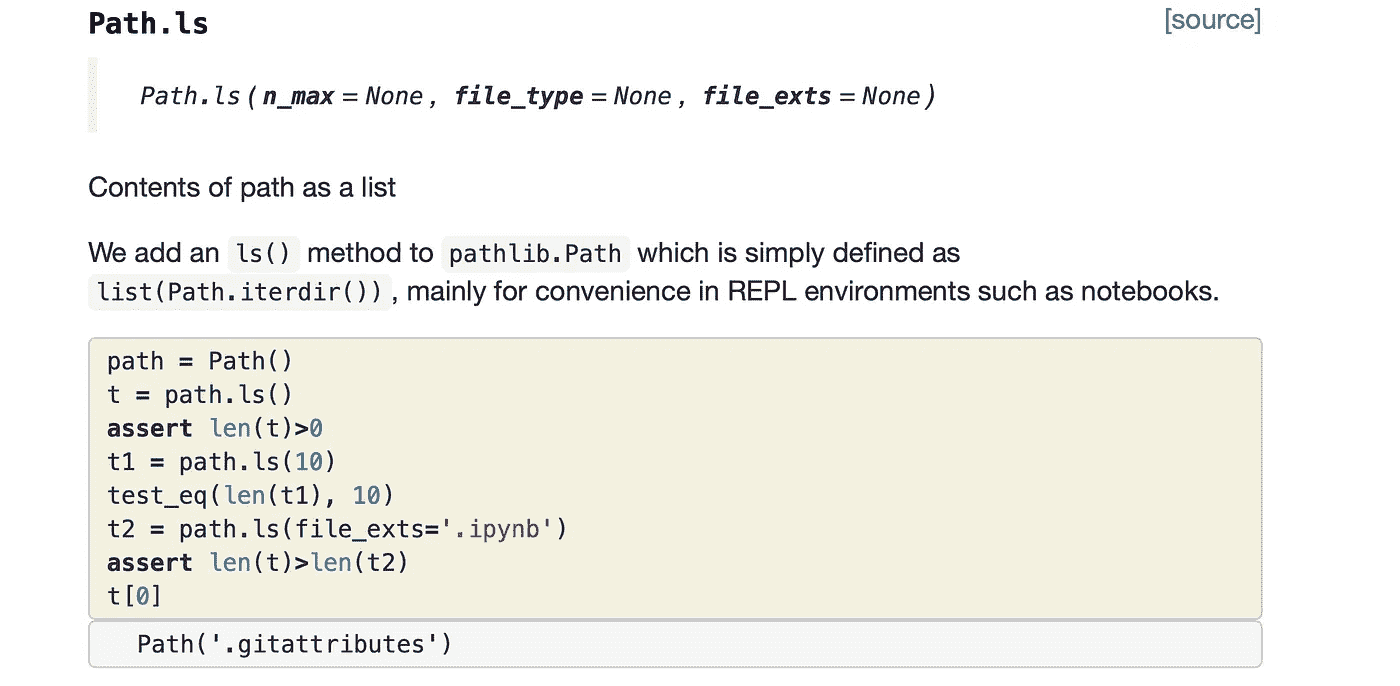 Path.ls [source]
Path.ls(n_max=None, file_type=None, file_exts=None)
Contents of path as a list
We add an ls() method to pathlib.Path which is simply defined as
list(Path.iterdir()), mainly for convenience in REPL environments such as notebooks.
path = Path()
t = path.ls()
assert len(t)>0
t1 = path.ls(10)
test_eq(len(t1), 10)
t2 = path.ls(file_exts='.ipynb')
assert len(t)>len(t2)
t[0]
Path('.gitattributes')